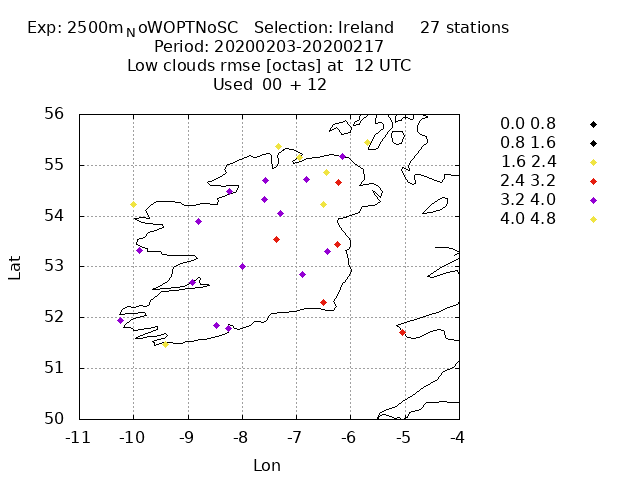 Exp: 2500m_NoWOPTNoSC Selection: Ireland 27 stations
Period: 20200203-20200217
Low clouds rmse [octas] at 12 UTC
Used 00 + 12
0.0 0.8
0.8 1.6
1.6 2.4
2.4 3.2
3.2 4.0
4.0 4.8
56
55
54
53
52
51
50
Lat
-11 -10 -9 -8 -7 -6 -5 -4
Lon